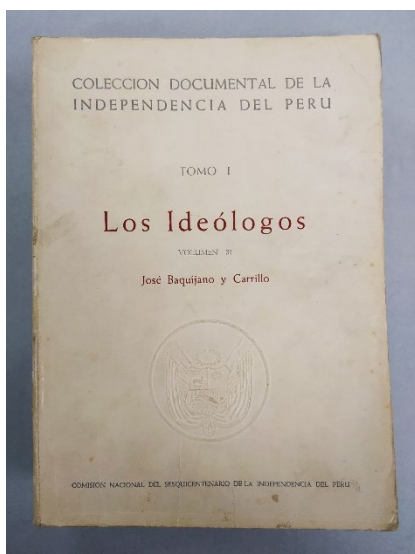 COLECCION DOCUMENTAL DE LA
INDEPENDENCIA DEL PERU
TOMO I
Los Ideólogos
VOLUMEN
José Baquíjano y Carrillo
COMISION NACIONAL DEL SESQUICENTENARIO DE LA INDEPENDENCIA DEL PERU